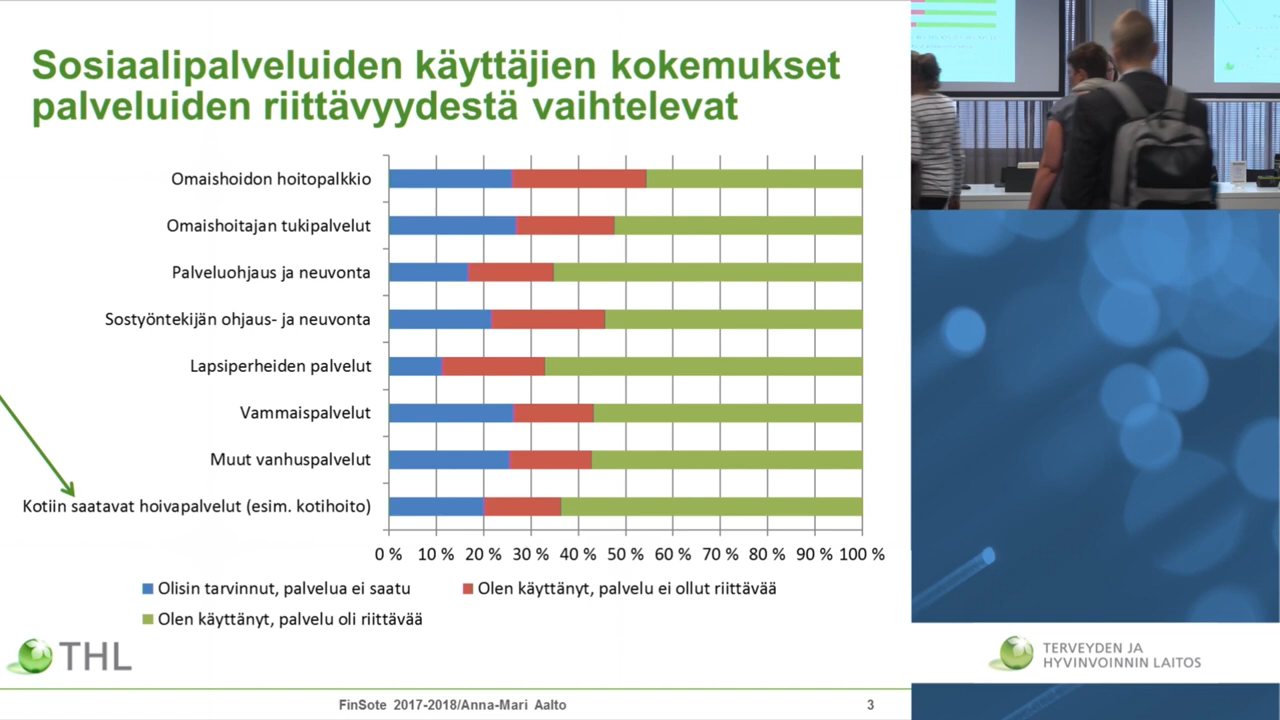 Sosiaalipalveluiden käyttäjien kokemukset
palveluiden riittävyydestä vaihtelevat
Omaishoidon hoitopalkkio
Omaishoitajan tukipalvelut
Palveluohjaus ja neuvonta
Sostyöntekijän ohjaus- ja neuvonta
Lapsiperheiden palvelut
Vammaispalvelut
Muut vanhuspalvelut
Kotiin saatavat hoivapalvelut (esim. kotihoito)
0 % 10 % 20 % 30 % 40 % 50 % 60 % 70 % 80 % 90 % 100 %
Olisin tarvinnut, palvelua ei saatu
Olen käyttänyt, palvelu ei ollut riittävää
Olen käyttänyt, palvelu oli riittävää
THL
TERVEYDEN JA
HYVINVOINNIN LAITOS
FinSote 2017-2018/Anna-Mari Aalto
3